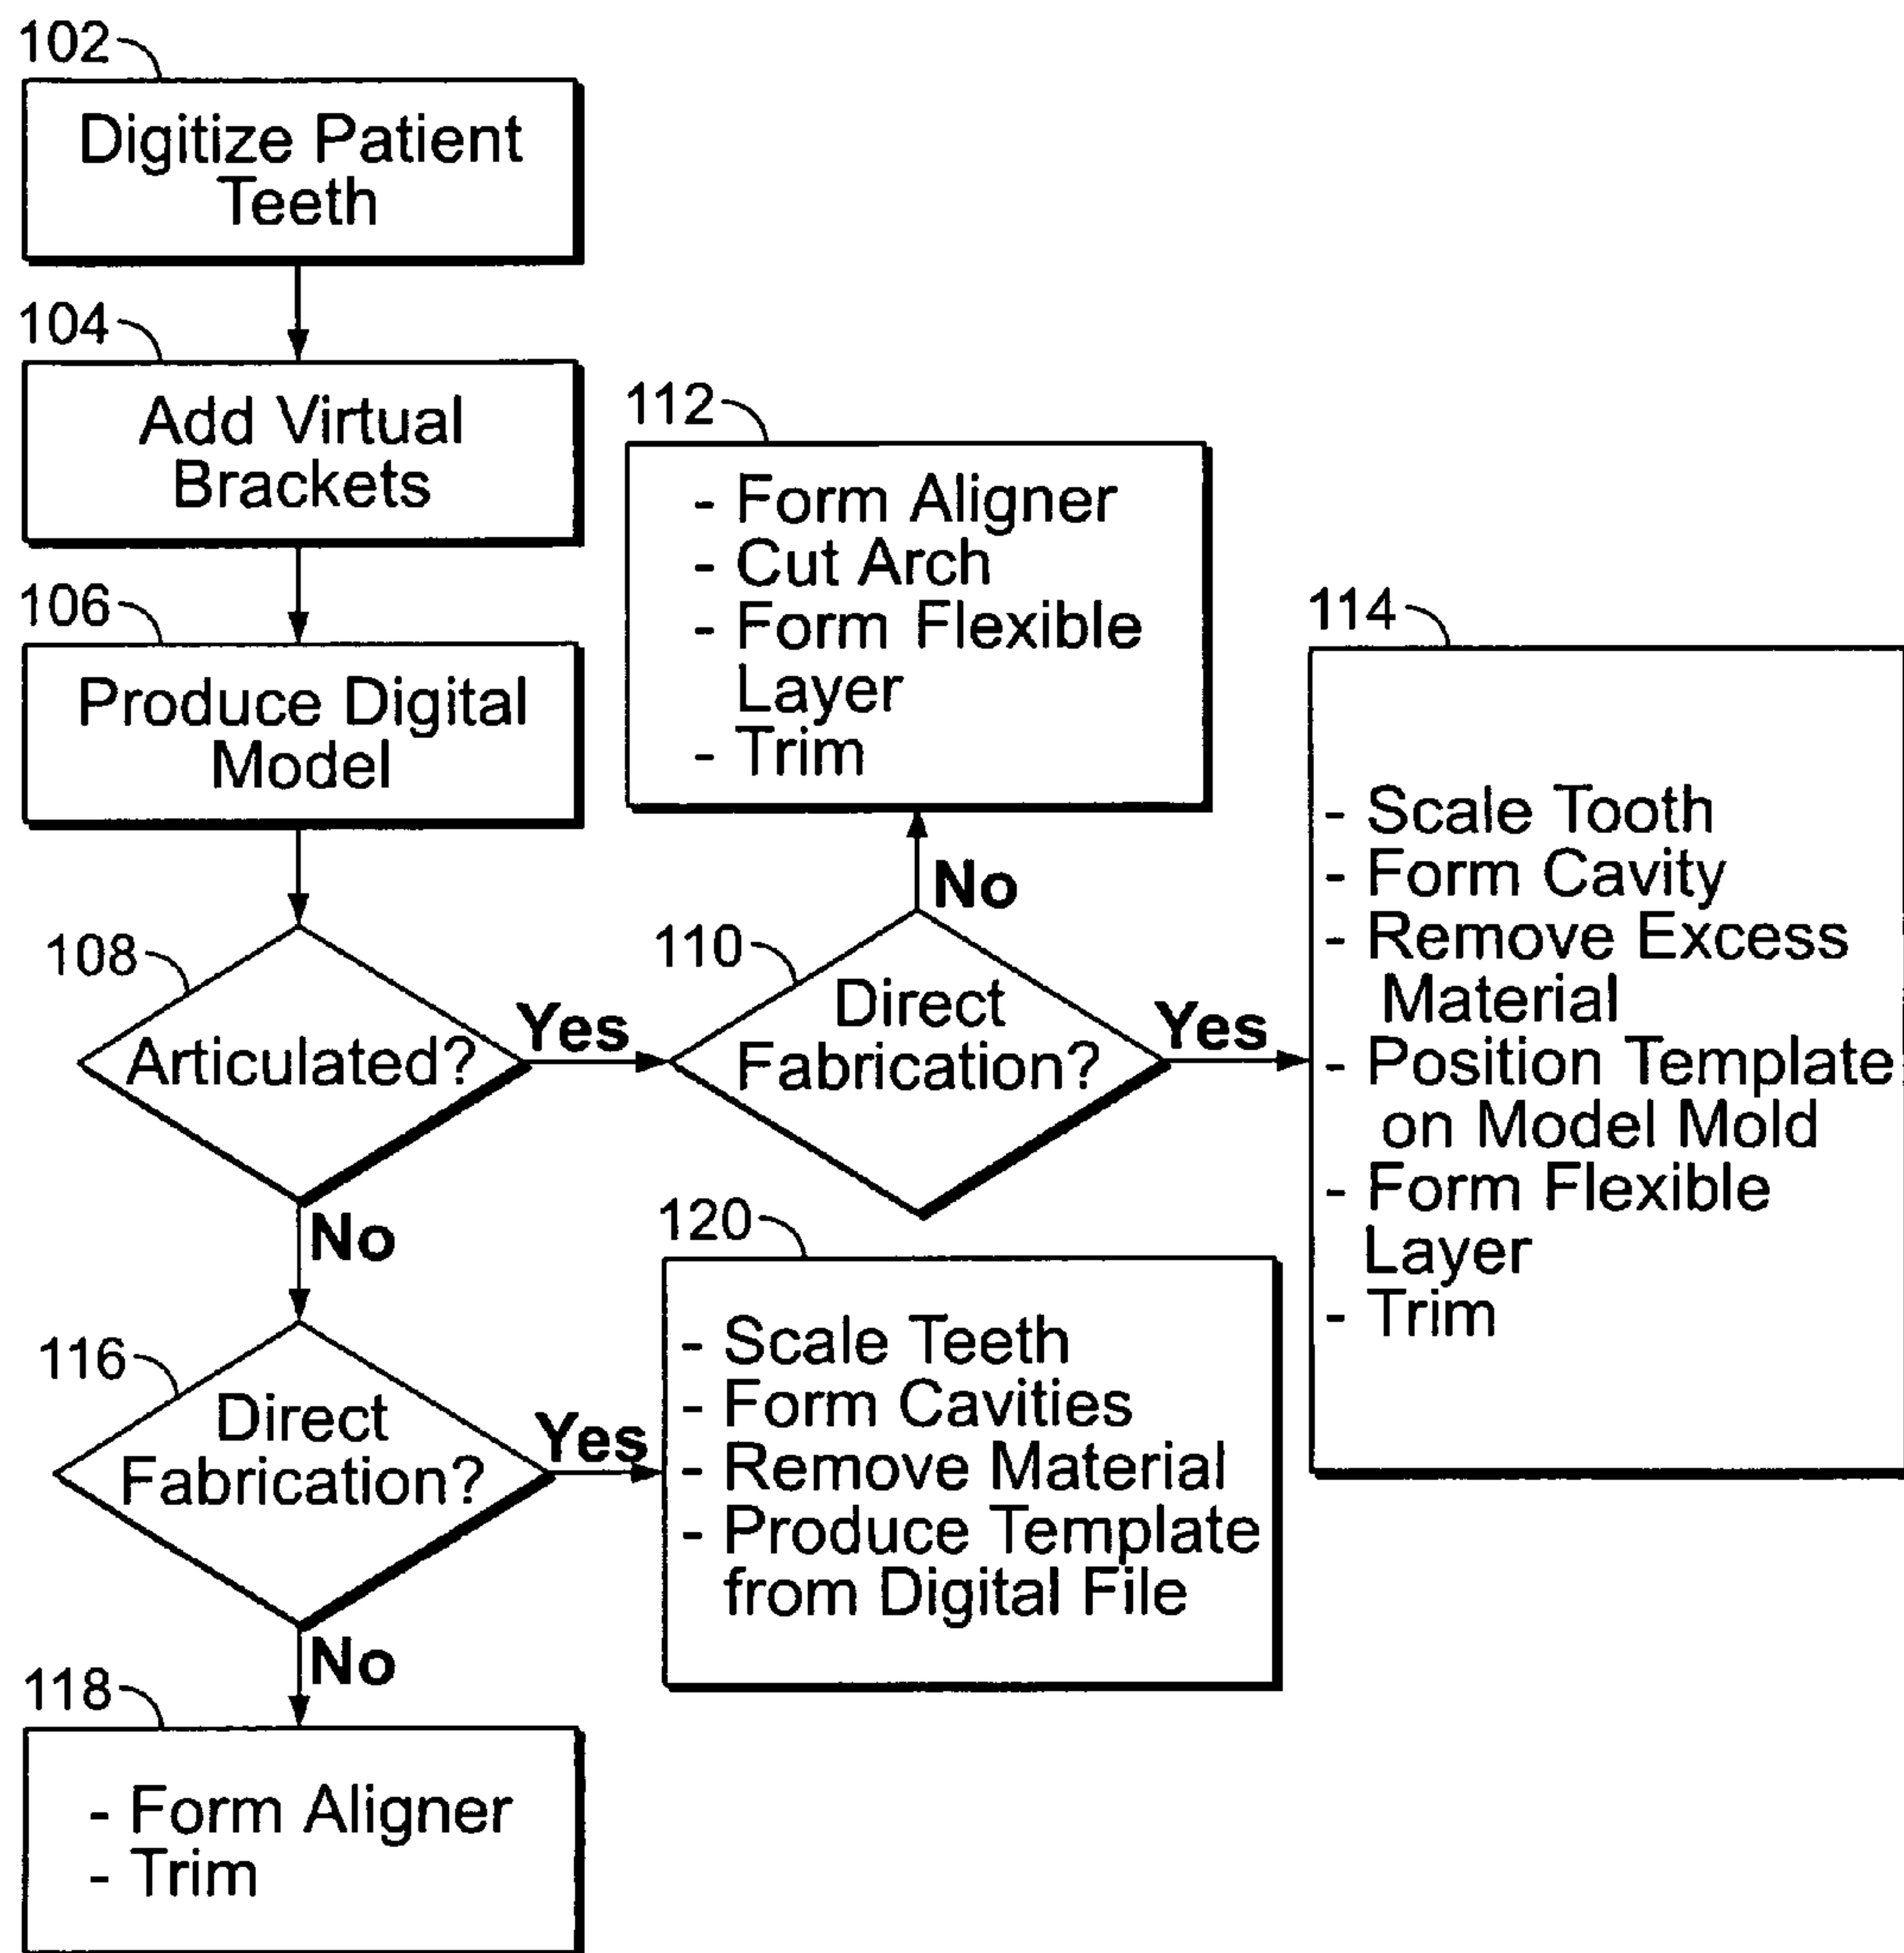 102
Digitize Patient
Teeth
104
Add Virtual
Brackets
106
Produce Digital
Model
108
Articulated?
Yes
No
110
Direct
Fabrication?
No
Yes
112
- Form Aligner
- Cut Arch
- Form Flexible
Layer
- Trim
114
- Scale Tooth
- Form Cavity
- Remove Excess
Material
- Position Template
on Model Mold
- Form Flexible
Layer
- Trim
116
Direct
Fabrication?
Yes
No
120
- Scale Teeth
- Form Cavities
- Remove Material
- Produce Template
from Digital File
118
- Form Aligner
- Trim